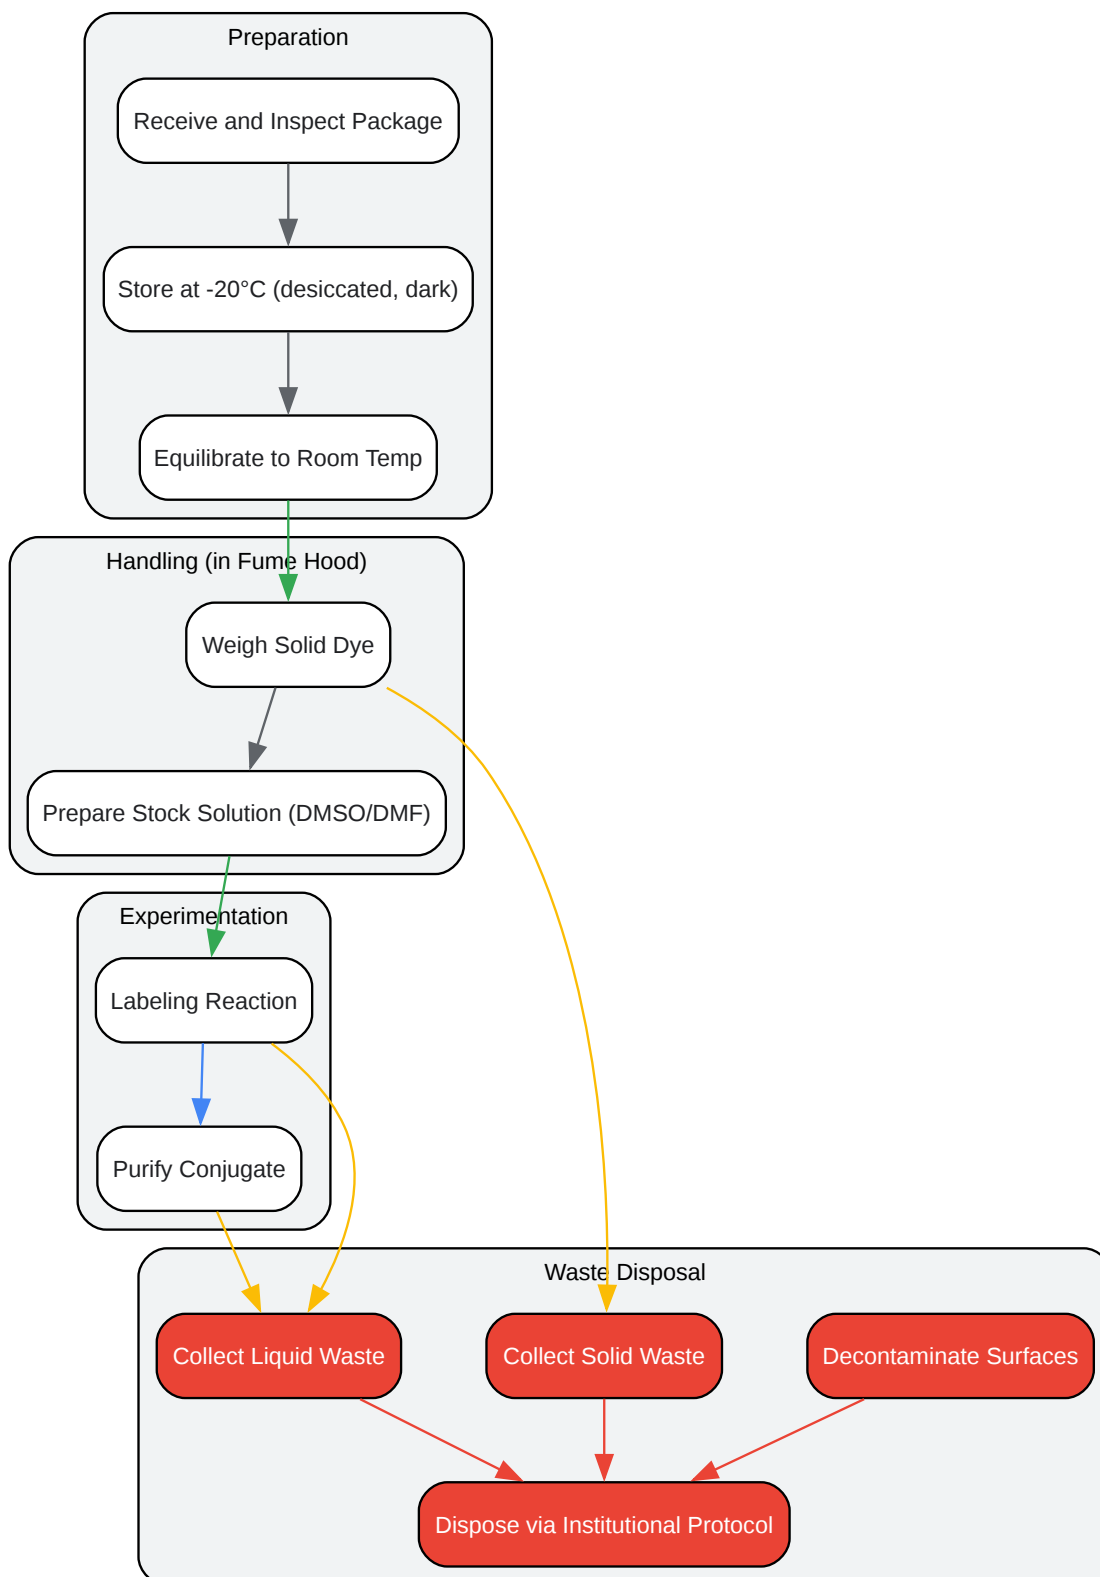 Preparation
Receive and Inspect Package
Store at -20°C (desiccated, dark)
Equilibrate to Room Temp
Handling (in Fume Hood)
Weigh Solid Dye
Prepare Stock Solution (DMSO/DMF)
Experimentation
Labeling Reaction
Purify Conjugate
Waste Disposal
Collect Liquid Waste
Collect Solid Waste
Decontaminate Surfaces
Dispose via Institutional Protocol